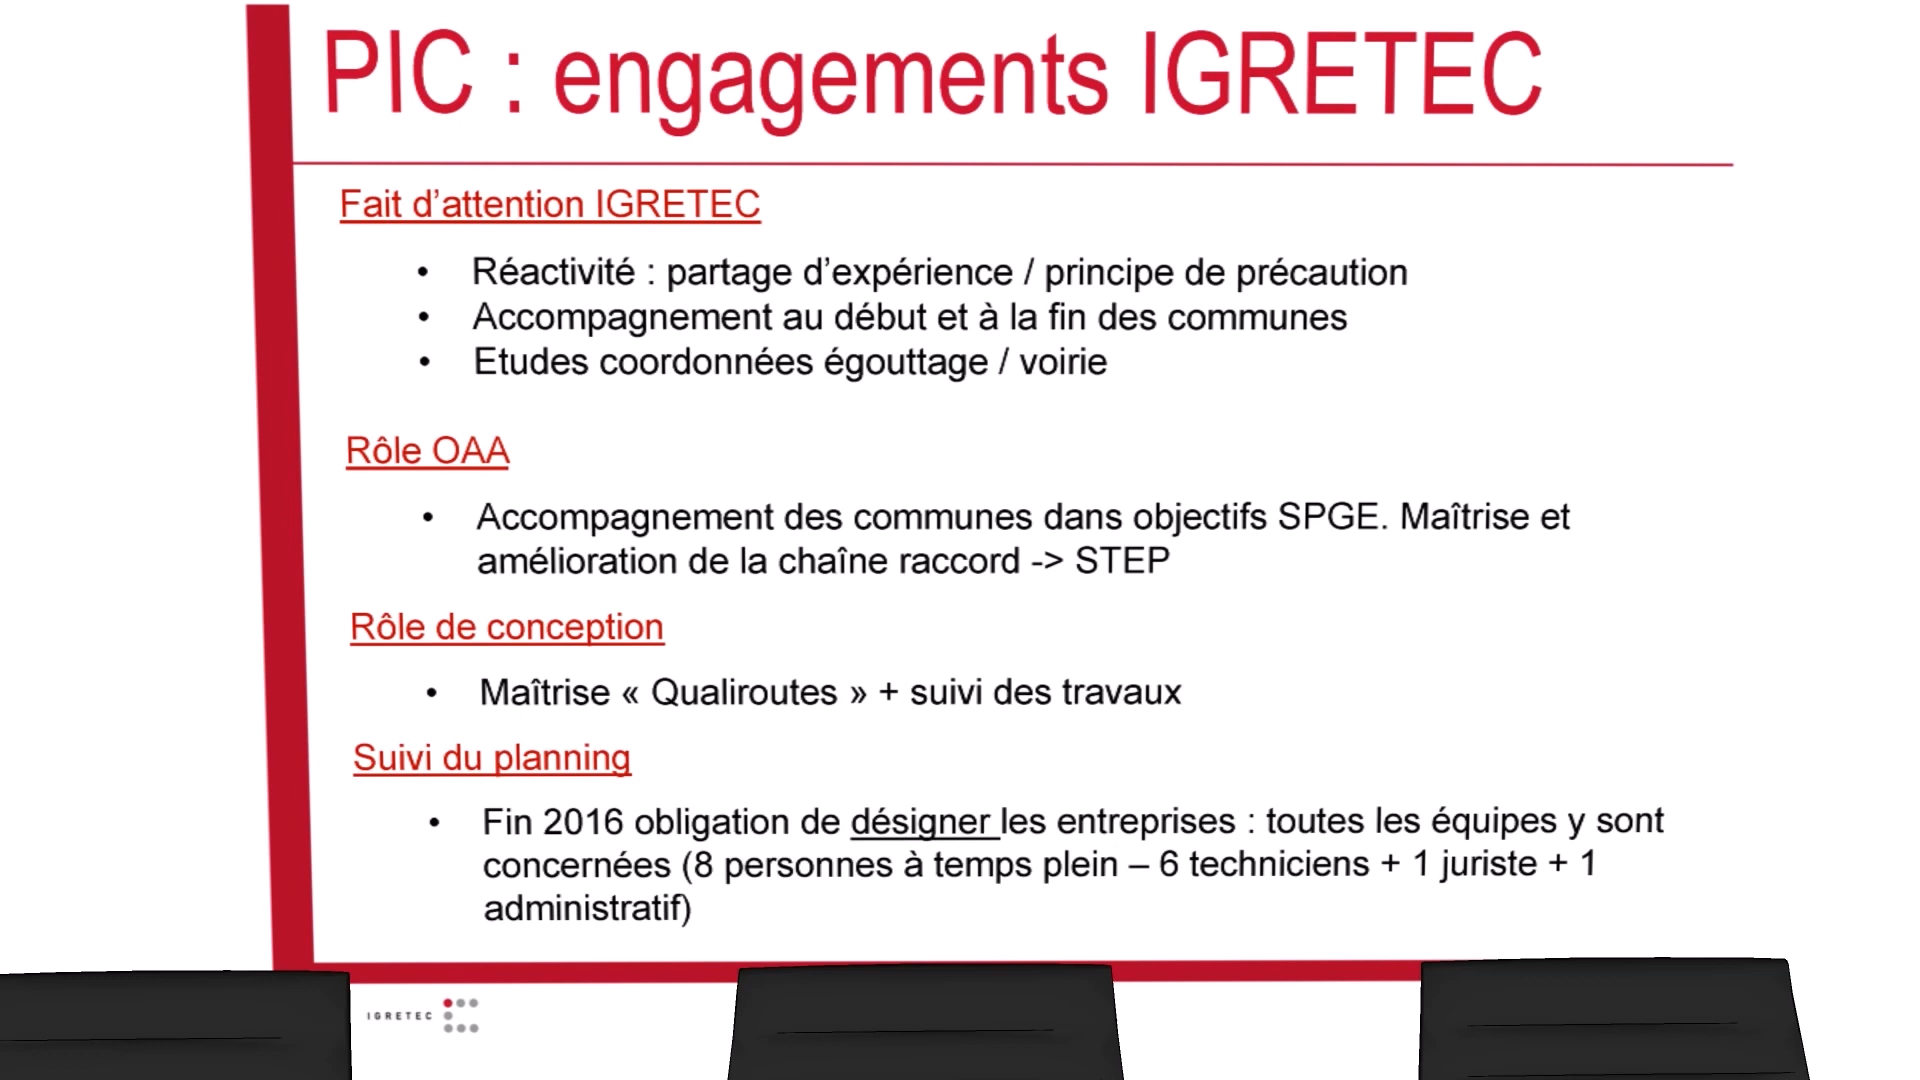 PIC : engagements IGRETEC
Fait d’attention IGRETEC
• Réactivité : partage d’expérience / principe de précaution
• Accompagnement au début et à la fin des communes
• Etudes coordonnées égouttage / voirie
Rôle OAA
• Accompagnement des communes dans objectifs SPGE. Maîtrise et
amélioration de la chaîne raccord -> STEP
Rôle de conception
• Maîtrise « Qualiroutes » + suivi des travaux
Suivi du planning
• Fin 2016 obligation de désigner les entreprises : toutes les équipes y sont
concernées (8 personnes à temps plein – 6 techniciens + 1 juriste + 1
administratif)
IGRETEC